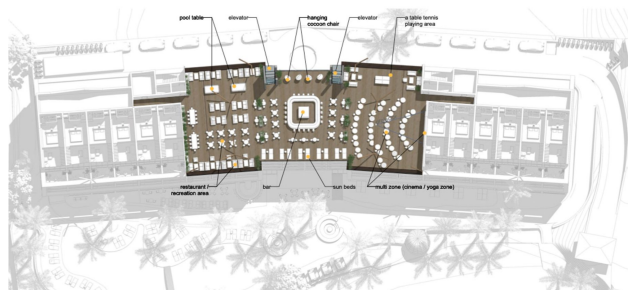 pool table
elevator
hanging
cocoon chair
elevator
a table tennis
playing area
restaurant /
recreation area
bar
sun beds
multi zone (cinema / yoga zone)